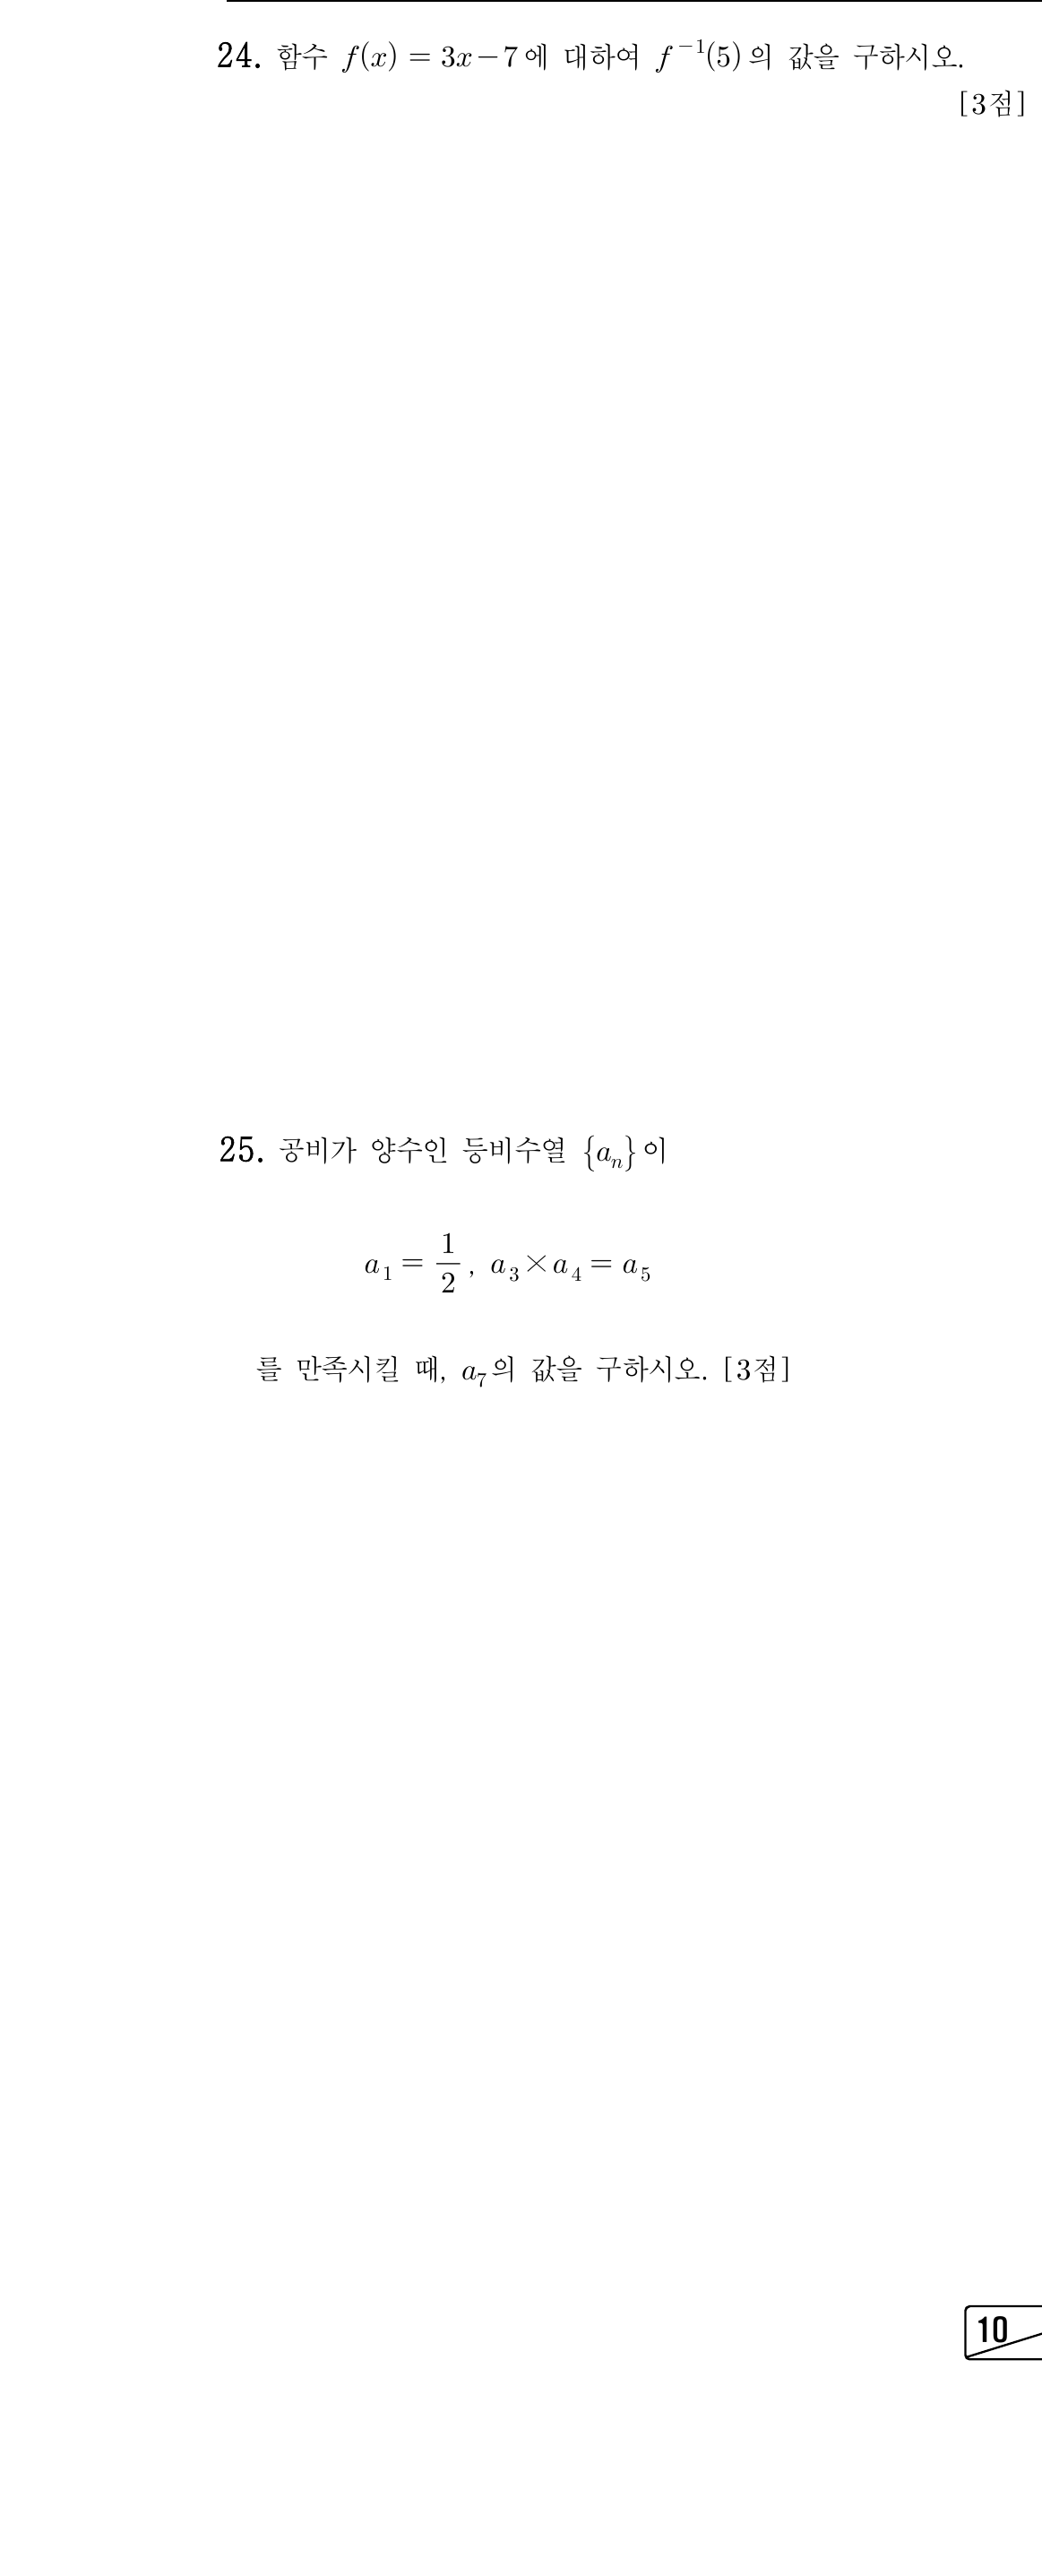 24. 함수 f(x) = 3x − 7에 대하여 f⁻¹(5)의 값을 구하시오.
[3점]
25. 공비가 양수인 등비수열 {aₙ}이
a₁ = 1/2, a₃ × a₄ = a₅
를 만족시킬 때, a₇의 값을 구하시오. [3점]
10